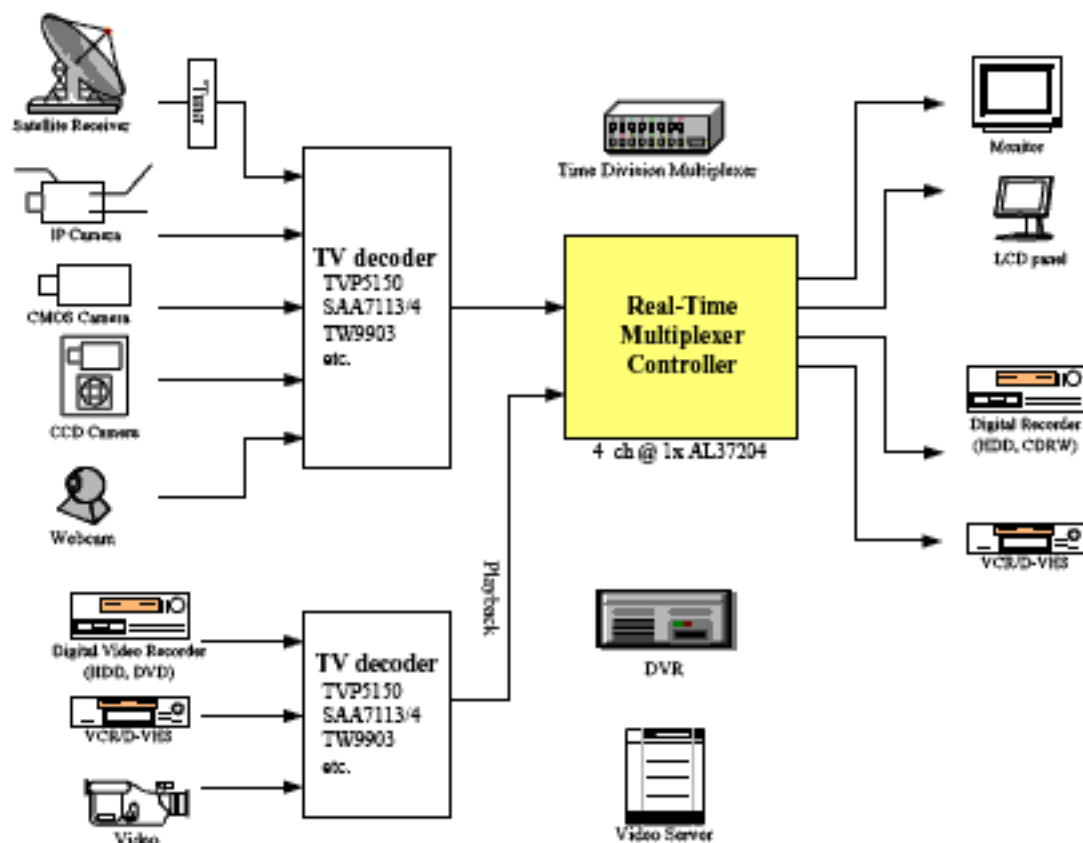 Tuner
Satellite Receiver
Time Division Multiplexer
Monitor
IP Camera
LCD panel
TV decoder
TVP5150
SAA7113/4
TW9903
etc.
CMOS Camera
Real-Time
Multiplexer
Controller
CCD Camera
4 ch @ 1x AL37204
Digital Recorder
(HDD, CDRW)
Webcam
VCR/D-VHS
Playback
Digital Video Recorder
(HDD, DVD)
TV decoder
TVP5150
SAA7113/4
TW9903
etc.
DVR
VCR/D-VHS
Video
Video Server